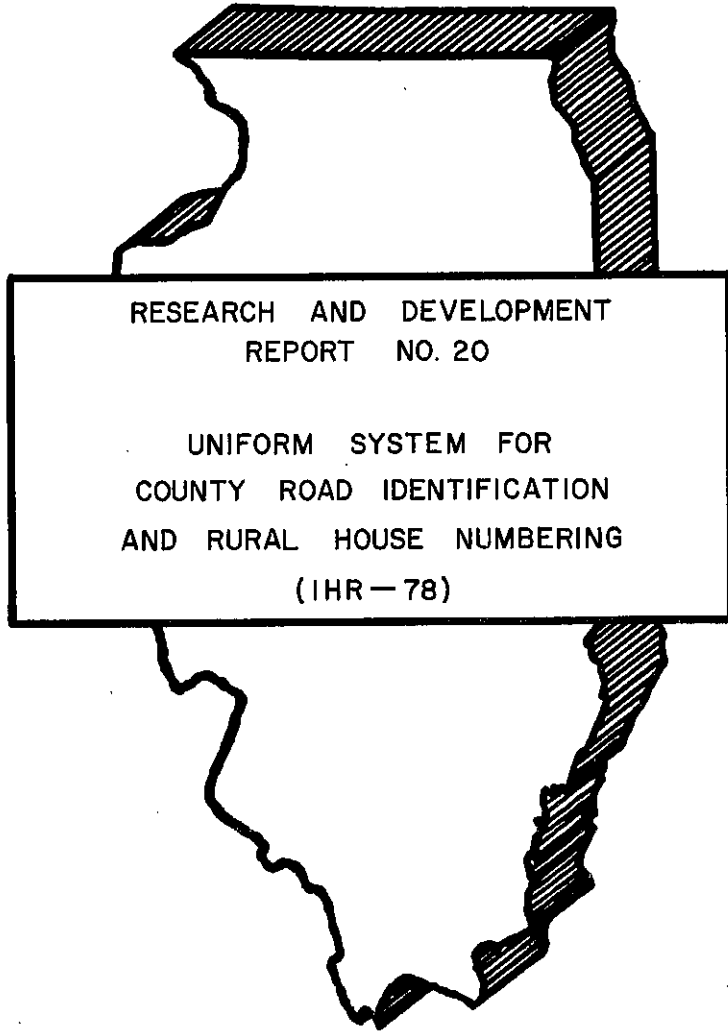 RESEARCH AND DEVELOPMENT
REPORT NO. 20
UNIFORM SYSTEM FOR
COUNTY ROAD IDENTIFICATION
AND RURAL HOUSE NUMBERING
(IHR-78)